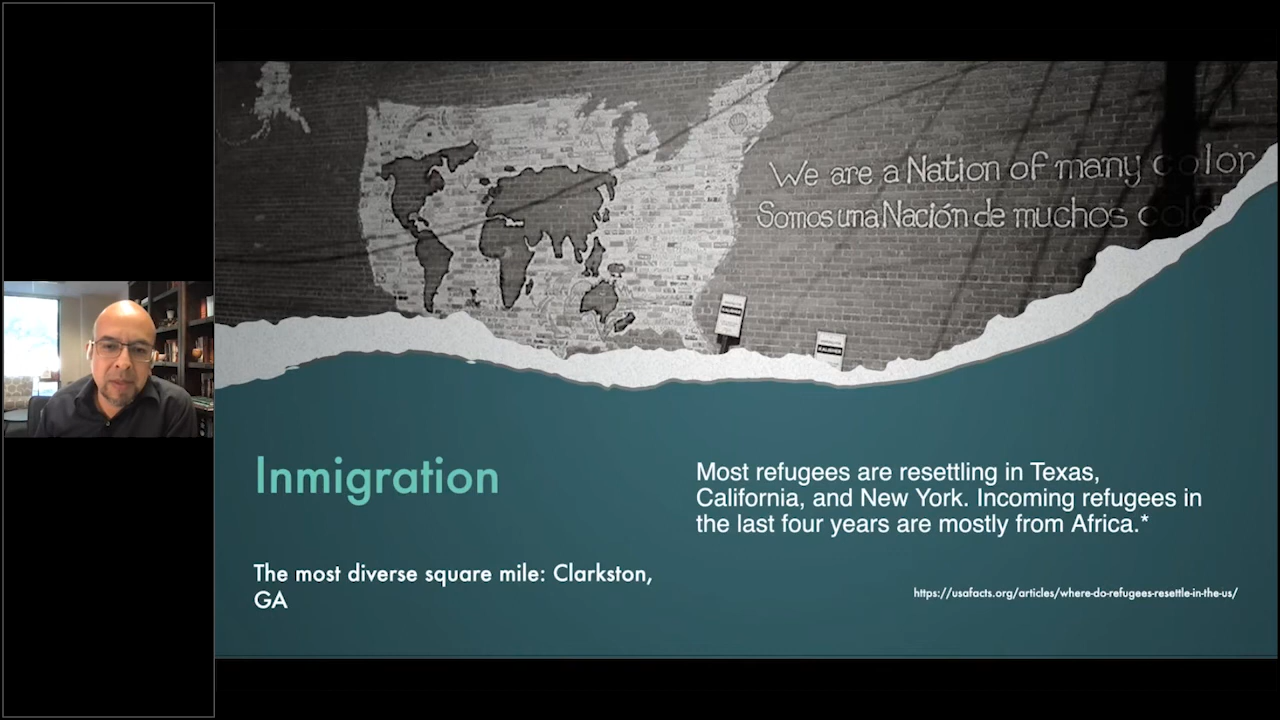 We are a Nation of many color
Somos una Nación de muchos colo
Inmigration
The most diverse square mile: Clarkston,
GA
Most refugees are resettling in Texas,
California, and New York. Incoming refugees in
the last four years are mostly from Africa.*
https://usafacts.org/articles/where-do-refugees-resettle-in-the-us/